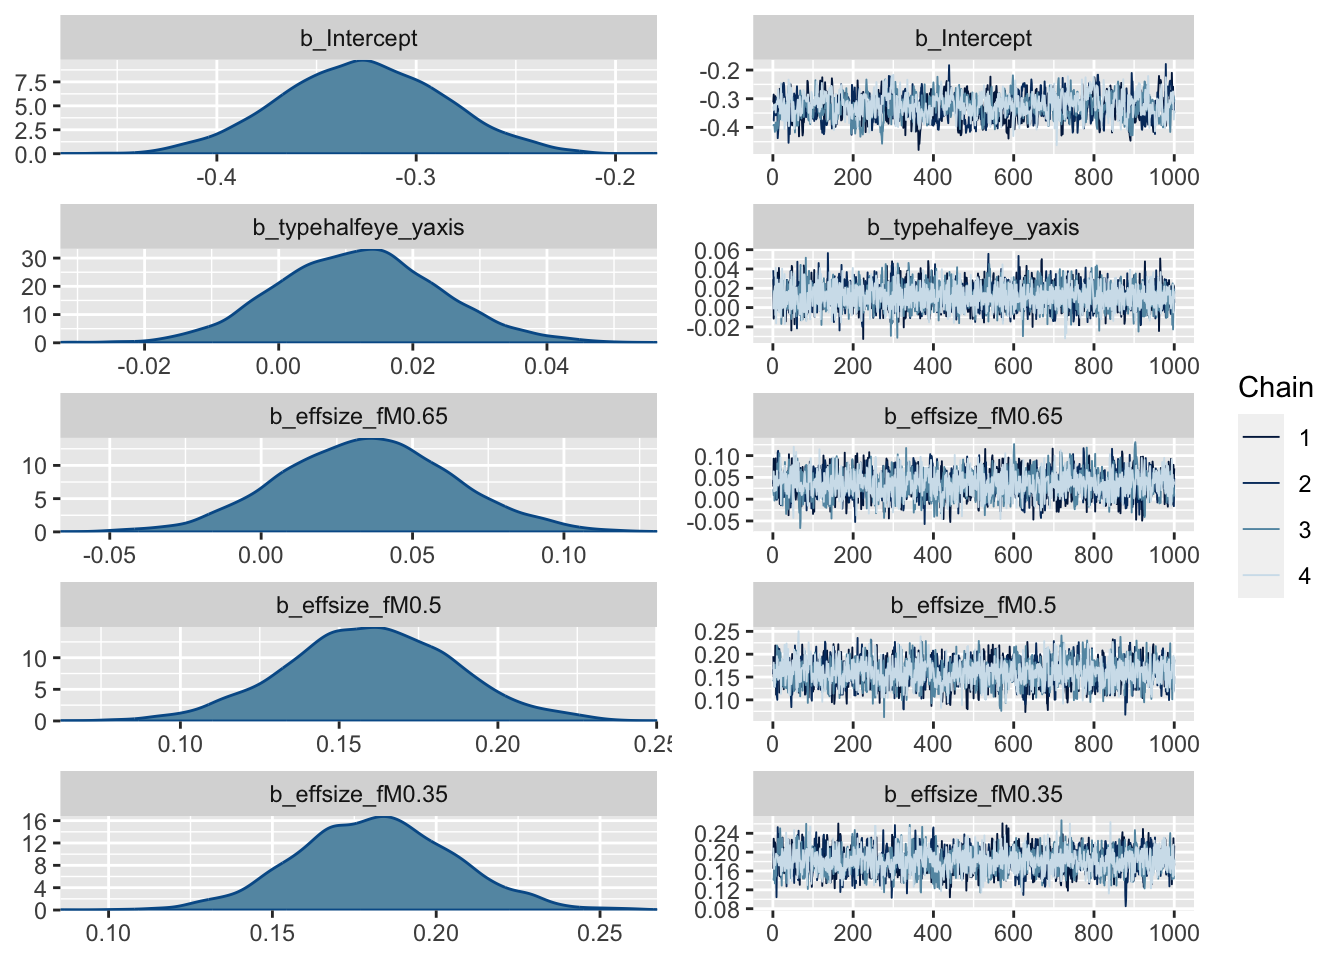 b_Intercept
7.5
5.0
2.5
0.0
-0.4 -0.3 -0.2
b_Intercept
-0.2
-0.3
-0.4
0 200 400 600 800 1000
b_typehalfeye_yaxis
30
20
10
0
-0.02 0.00 0.02 0.04
b_typehalfeye_yaxis
0.06
0.04
0.02
0.00
-0.02
0 200 400 600 800 1000
b_effsize_fM0.65
10
5
0
-0.05 0.00 0.05 0.10
b_effsize_fM0.65
0.10
0.05
0.00
-0.05
0 200 400 600 800 1000
b_effsize_fM0.5
10
5
0
0.10 0.15 0.20
b_effsize_fM0.5
0.25
0.20
0.15
0.10
0 200 400 600 800 1000
b_effsize_fM0.35
16
12
8
4
0
0.10 0.15 0.20 0.25
b_effsize_fM0.35
0.24
0.20
0.16
0.12
0.08
0 200 400 600 800 1000
Chain
1
2
3
4